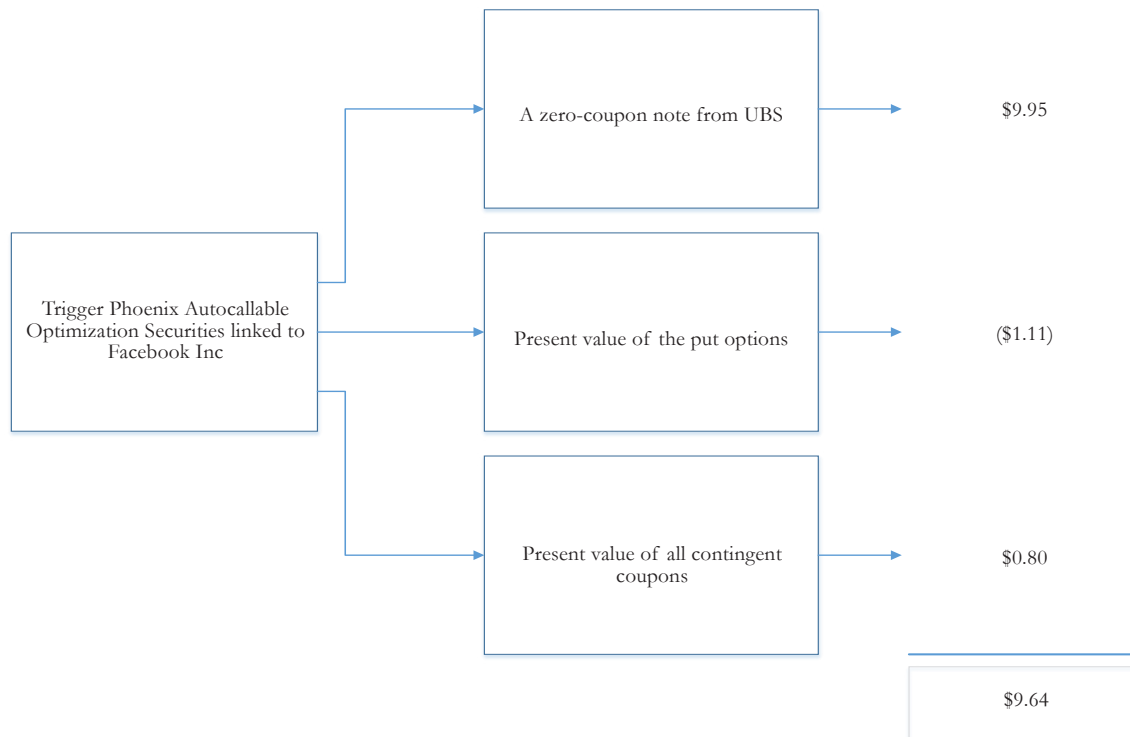 A zero-coupon note from UBS
$9.95
Trigger Phoenix Autocallable
Optimization Securities linked to
Facebook Inc
Present value of the put options
($1.11)
Present value of all contingent
coupons
$0.80
$9.64